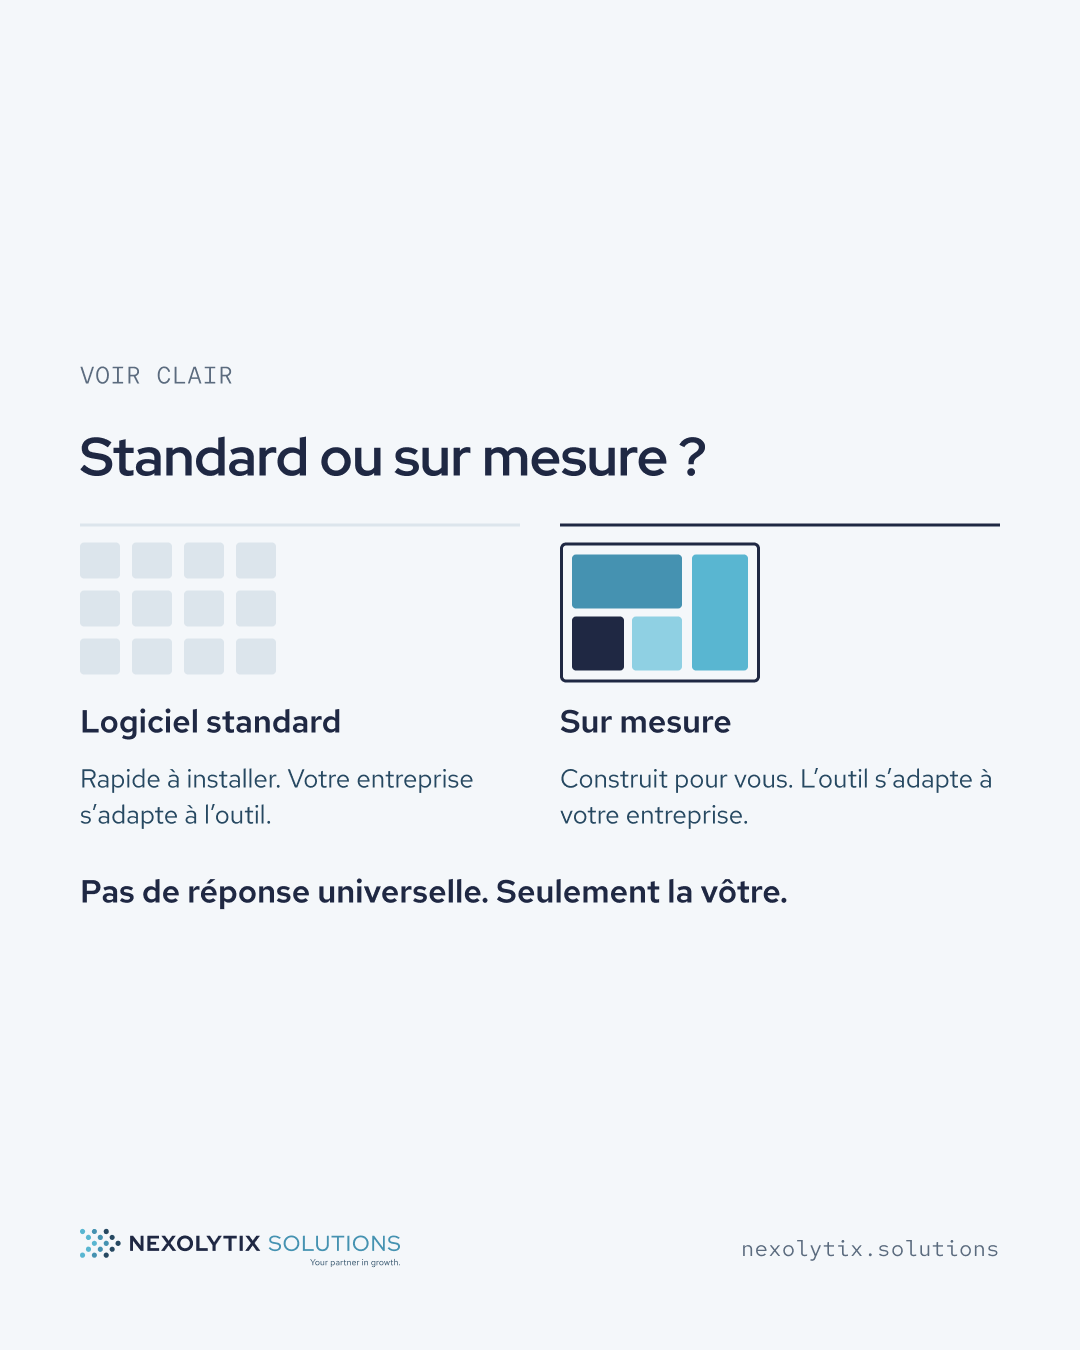 VOIR CLAIR
Standard ou sur mesure ?
Logiciel standard
Rapide à installer. Votre entreprise
s’adapte à l’outil.
Sur mesure
Construit pour vous. L’outil s’adapte à
votre entreprise.
Pas de réponse universelle. Seulement la vôtre.
NEXOLYTIX SOLUTIONS
Your partner in growth.
nexolytix.solutions